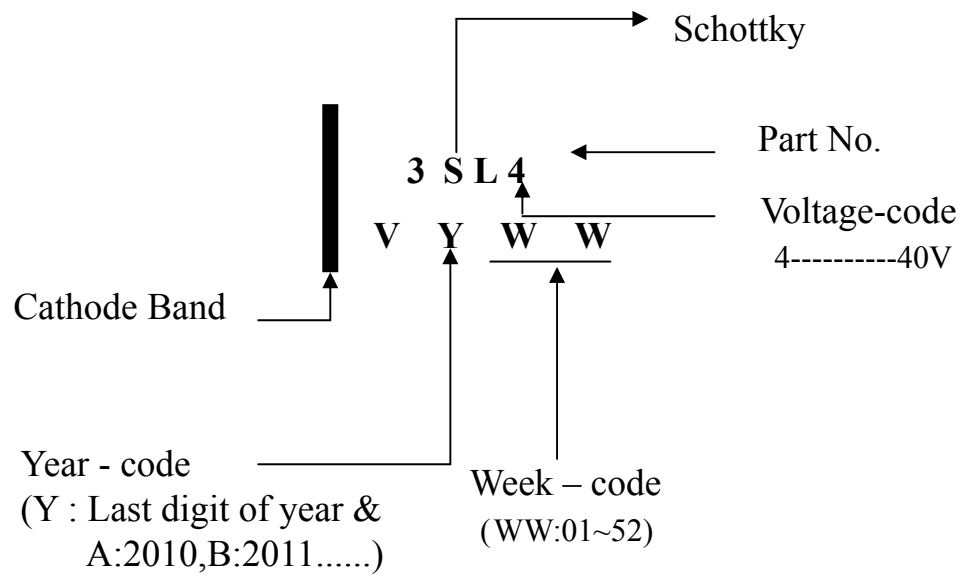 Schottky
Part No.
3 S L 4
Voltage-code
4----------40V
V Y W W
Cathode Band
Year - code
(Y : Last digit of year &
A:2010,B:2011......)
Week – code
(WW:01~52)